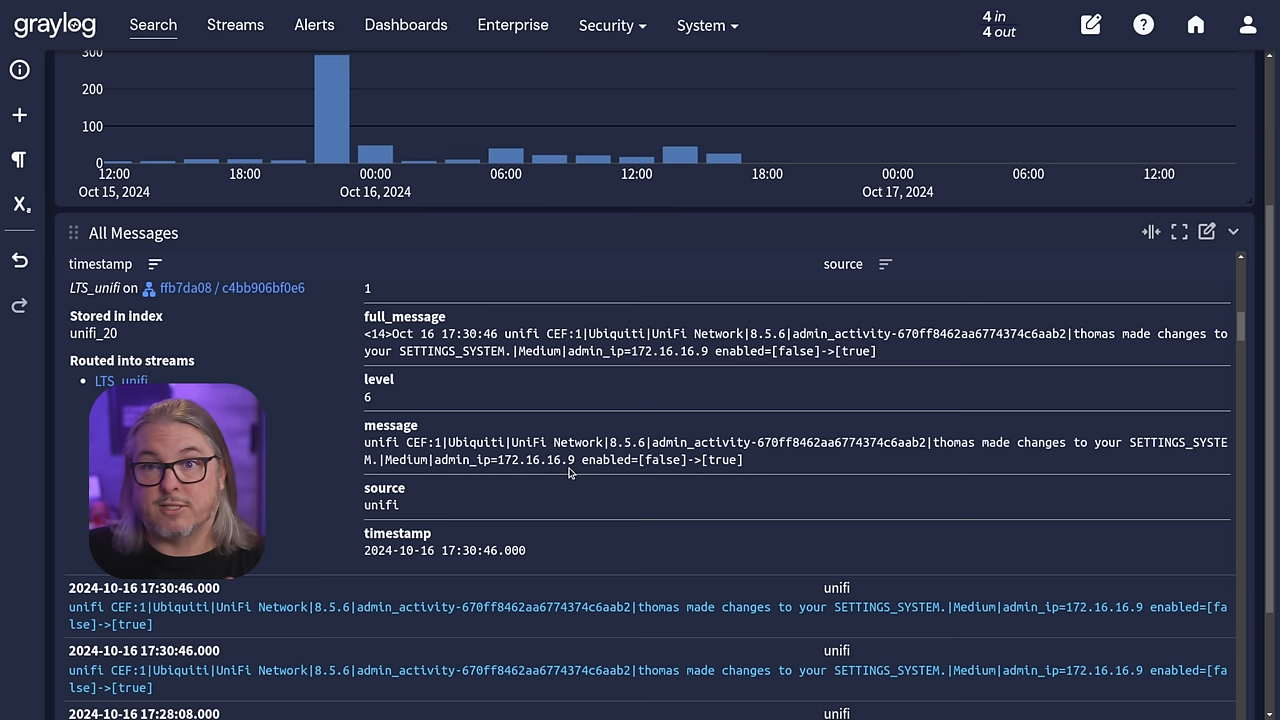 graylog
Search
Streams
Alerts
Dashboards
Enterprise
Security
System
4 in
4 out
300
200
100
0
12:00
18:00
00:00
06:00
12:00
18:00
00:00
06:00
12:00
Oct 15, 2024
Oct 16, 2024
Oct 17, 2024
X₂
All Messages
timestamp
source
LTS_unifi on ffb7da08 / c4bb906bf0e6
Stored in index
unifi_20
Routed into streams
• LTS_unifi
1
full_message
<14>Oct 16 17:30:46 unifi CEF:1|Ubiquiti|UniFi Network|8.5.6|admin_activity-670ff8462aa6774374c6aab2|thomas made changes to
your SETTINGS_SYSTEM.|Medium|admin_ip=172.16.16.9 enabled=[false]->[true]
level
6
message
unifi CEF:1|Ubiquiti|UniFi Network|8.5.6|admin_activity-670ff8462aa6774374c6aab2|thomas made changes to your SETTINGS_SYSTE
M.|Medium|admin_ip=172.16.16.9 enabled=[false]->[true]
source
unifi
timestamp
2024-10-16 17:30:46.000
2024-10-16 17:30:46.000
unifi
unifi CEF:1|Ubiquiti|UniFi Network|8.5.6|admin_activity-670ff8462aa6774374c6aab2|thomas made changes to your SETTINGS_SYSTEM.|Medium|admin_ip=172.16.16.9 enabled=[fa
lse]->[true]
2024-10-16 17:30:46.000
unifi
unifi CEF:1|Ubiquiti|UniFi Network|8.5.6|admin_activity-670ff8462aa6774374c6aab2|thomas made changes to your SETTINGS_SYSTEM.|Medium|admin_ip=172.16.16.9 enabled=[fa
lse]->[true]
2024-10-16 17:28:08.000
unifi